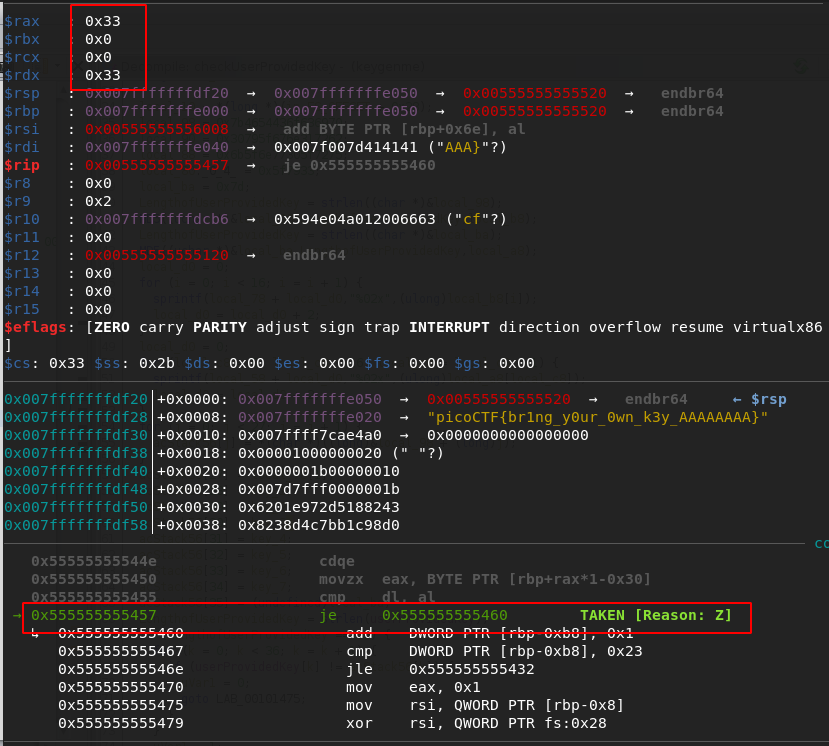 $rax   : 0x33
$rbx   : 0x0
$rcx   : 0x0
$rdx   : 0x33
$rsp   : 0x007fffffffdf20  →  0x007fffffffe050  →  0x00555555555520  →   endbr64
$rbp   : 0x007fffffffe000  →  0x007fffffffe050  →  0x00555555555520  →   endbr64
$rsi   : 0x00555555556008  →   add BYTE PTR [rbp+0x6e], al
$rdi   : 0x007fffffffe040  →  0x007f007d414141 ("AAA}"?)
$rip   : 0x00555555555457  →   je 0x555555555460
$r8    : 0x0
$r9    : 0x2
$r10   : 0x007fffffffdcb6  →  0x594e04a012006663 ("cf"?)
$r11   : 0x0
$r12   : 0x00555555555120  →   endbr64
$r13   : 0x0
$r14   : 0x0
$r15   : 0x0
$eflags: [ZERO carry PARITY adjust sign trap INTERRUPT direction overflow resume virtualx86
]
$cs: 0x33 $ss: 0x2b $ds: 0x00 $es: 0x00 $fs: 0x00 $gs: 0x00
0x007fffffffdf20│+0x0000: 0x007fffffffe050  →  0x00555555555520  →   endbr64     ← $rsp
0x007fffffffdf28│+0x0008: 0x007fffffffe020  →  "picoCTF{br1ng_y0ur_0wn_k3y_AAAAAAAA}"
0x007fffffffdf30│+0x0010: 0x007ffff7cae4a0  →  0x0000000000000000
0x007fffffffdf38│+0x0018: 0x00001000000020 (" "?)
0x007fffffffdf40│+0x0020: 0x0000001b00000010
0x007fffffffdf48│+0x0028: 0x007d7fff0000001b
0x007fffffffdf50│+0x0030: 0x6201e972d5188243
0x007fffffffdf58│+0x0038: 0x8238d4c7bb1c98d0
co
0x55555555544e                  cdqe
0x555555555450                  movzx  eax, BYTE PTR [rbp+rax*1-0x30]
0x555555555455                  cmp    dl, al
→ 0x555555555457                  je     0x555555555460        TAKEN [Reason: Z]
↳  0x555555555460                  add    DWORD PTR [rbp-0xb8], 0x1
0x555555555467                  cmp    DWORD PTR [rbp-0xb8], 0x23
0x55555555546e                  jle    0x555555555432
0x555555555470                  mov    eax, 0x1
0x555555555475                  mov    rsi, QWORD PTR [rbp-0x8]
0x555555555479                  xor    rsi, QWORD PTR fs:0x28